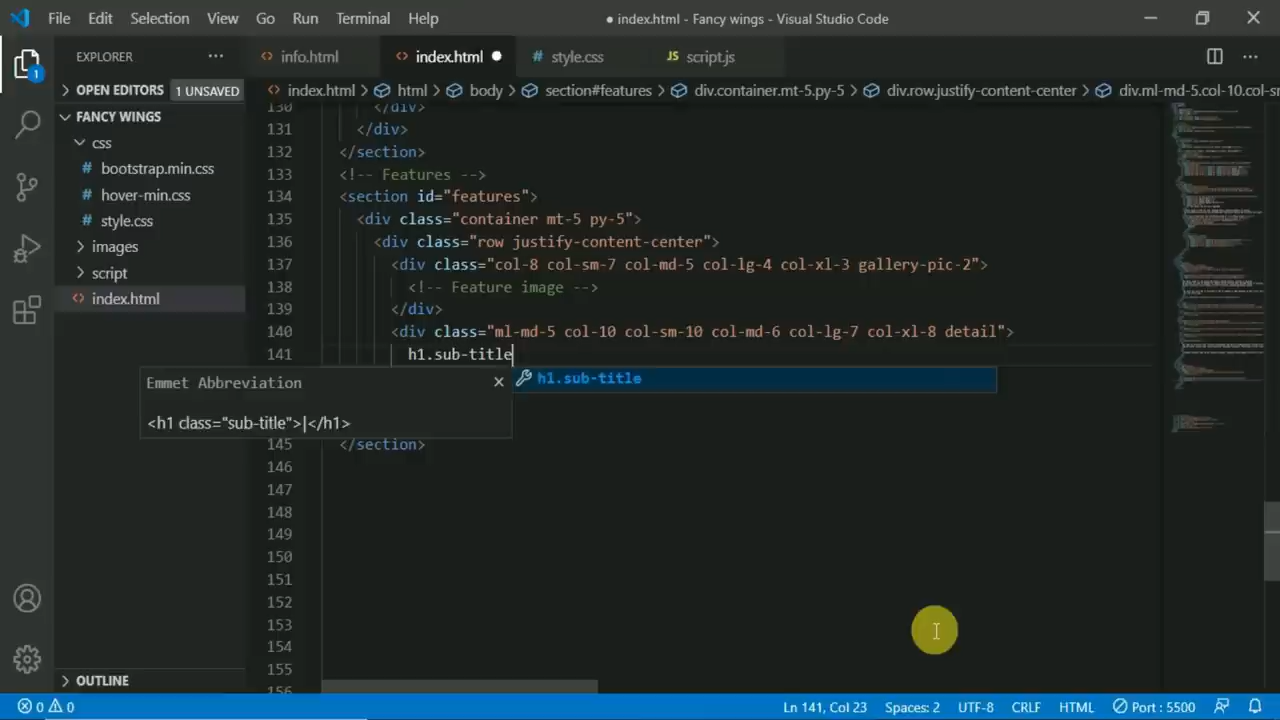 File Edit Selection View Go Run Terminal Help
● index.html - Fancy wings - Visual Studio Code
EXPLORER
info.html
index.html
style.css
JS script.js
OPEN EDITORS 1 UNSAVED
index.html > html > body > section#features > div.container.mt-5.py-5 > div.row.justify-content-center > div.ml-md-5.col-10.col-sm
1
FANCY WINGS
css
bootstrap.min.css
hover-min.css
style.css
images
script
index.html
130 </div>
131 </div>
132 </section>
133 <!-- Features -->
134 <section id="features">
135 <div class="container mt-5 py-5">
136 <div class="row justify-content-center">
137 <div class="col-8 col-sm-7 col-md-5 col-lg-4 col-xl-3 gallery-pic-2">
138 <!-- Feature image -->
139 </div>
140 <div class="ml-md-5 col-10 col-sm-10 col-md-6 col-lg-7 col-xl-8 detail">
141 h1.sub-title
Emmet Abbreviation
h1.sub-title
<h1 class="sub-title">|</h1>
145 </section>
146
147
148
149
150
151
152
153
154
155
156
OUTLINE
0 0
Ln 141, Col 23 Spaces: 2 UTF-8 CRLF HTML Port : 5500